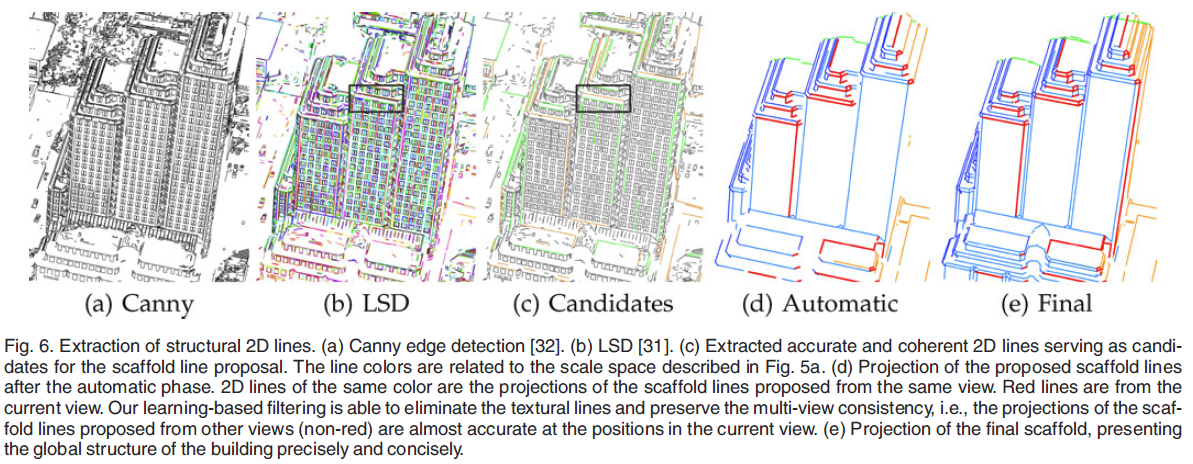 (a) Canny (b) LSD (c) Candidates (d) Automatic (e) Final
Fig. 6. Extraction of structural 2D lines. (a) Canny edge detection [32]. (b) LSD [31]. (c) Extracted accurate and coherent 2D lines serving as candi-
dates for the scaffold line proposal. The line colors are related to the scale space described in Fig. 5a. (d) Projection of the proposed scaffold lines
after the automatic phase. 2D lines of the same color are the projections of the scaffold lines proposed from the same view. Red lines are from the
current view. Our learning-based filtering is able to eliminate the textural lines and preserve the multi-view consistency, i.e., the projections of the scaf-
fold lines proposed from other views (non-red) are almost accurate at the positions in the current view. (e) Projection of the final scaffold, presenting
the global structure of the building precisely and concisely.